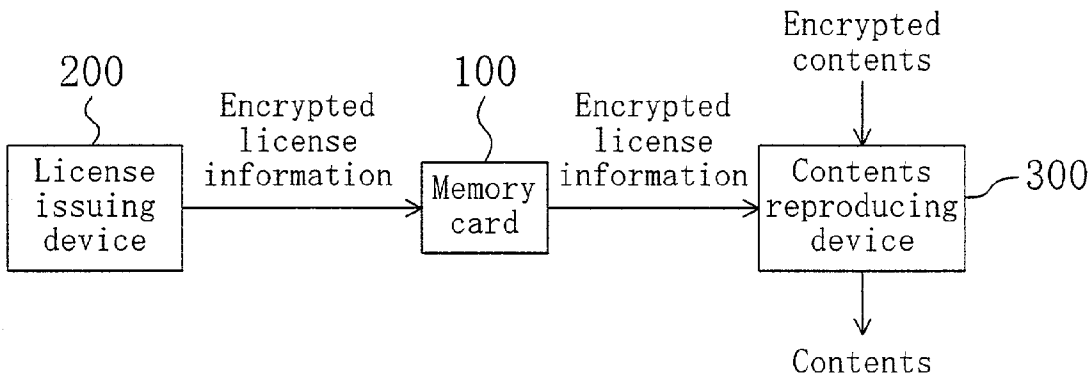 200
License
issuing
device
Encrypted
license
information
100
Memory
card
Encrypted
license
information
Encrypted
contents
Contents
reproducing
device
300
Contents